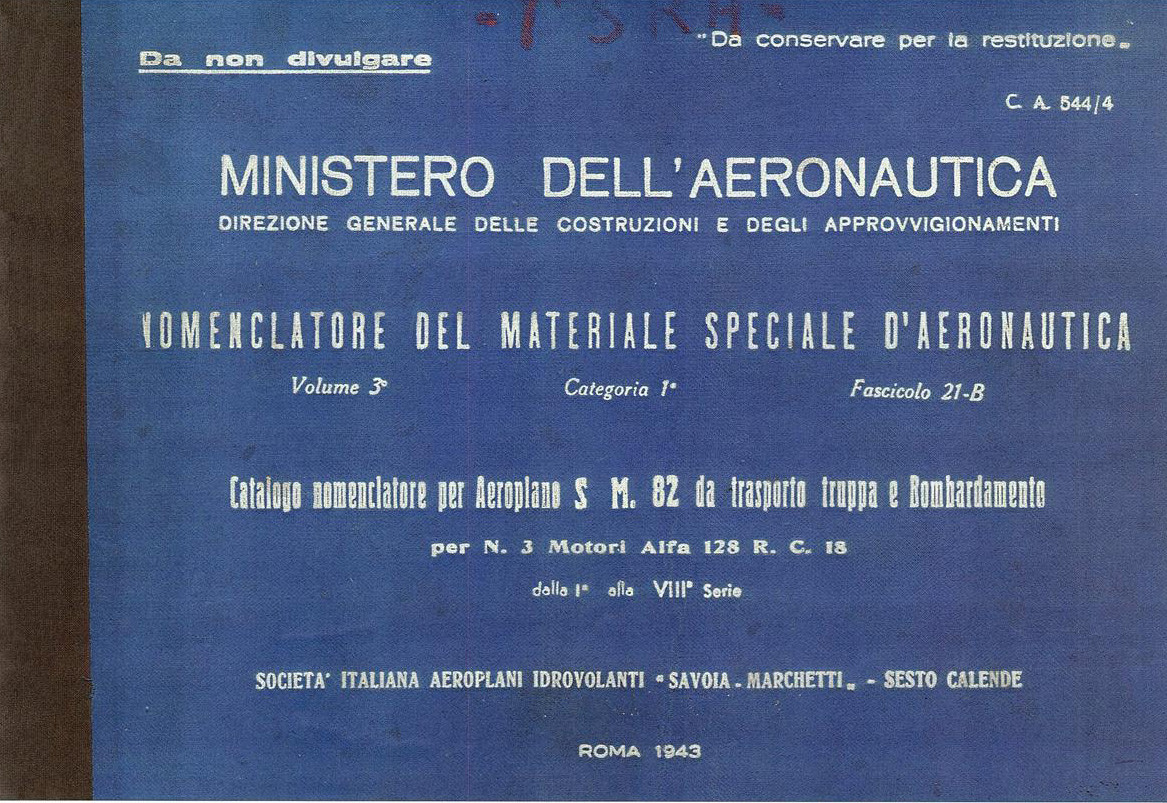 - 1° S R A -
Da non divulgare
"Da conservare per la restituzione„
C. A. 544/4
MINISTERO DELL'AERONAUTICA
DIREZIONE GENERALE DELLE COSTRUZIONI E DEGLI APPROVVIGIONAMENTI
NOMENCLATORE DEL MATERIALE SPECIALE D'AERONAUTICA
Volume 3° Categoria 1ª Fascicolo 21-B
Catalogo nomenclatore per Aeroplano S M. 82 da trasporto truppa e Bombardamento
per N. 3 Motori Alfa 128 R. C. 18
dalla Iª alla VIIIª Serie
SOCIETA' ITALIANA AEROPLANI IDROVOLANTI "SAVOIA - MARCHETTI„ - SESTO CALENDE
ROMA 1943